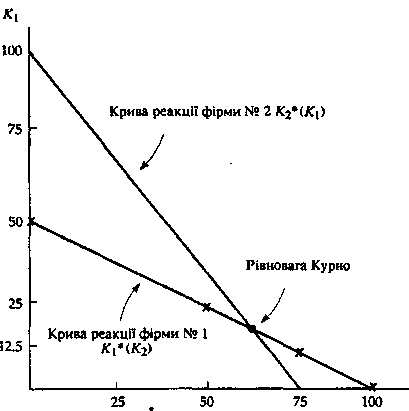 K₁
100
Крива реакції фірми № 2 K₂*(K₁)
75
50
Рівновага Курно
25
Крива реакції фірми № 1
K₁*(K₂)
12.5
25
50
75
100